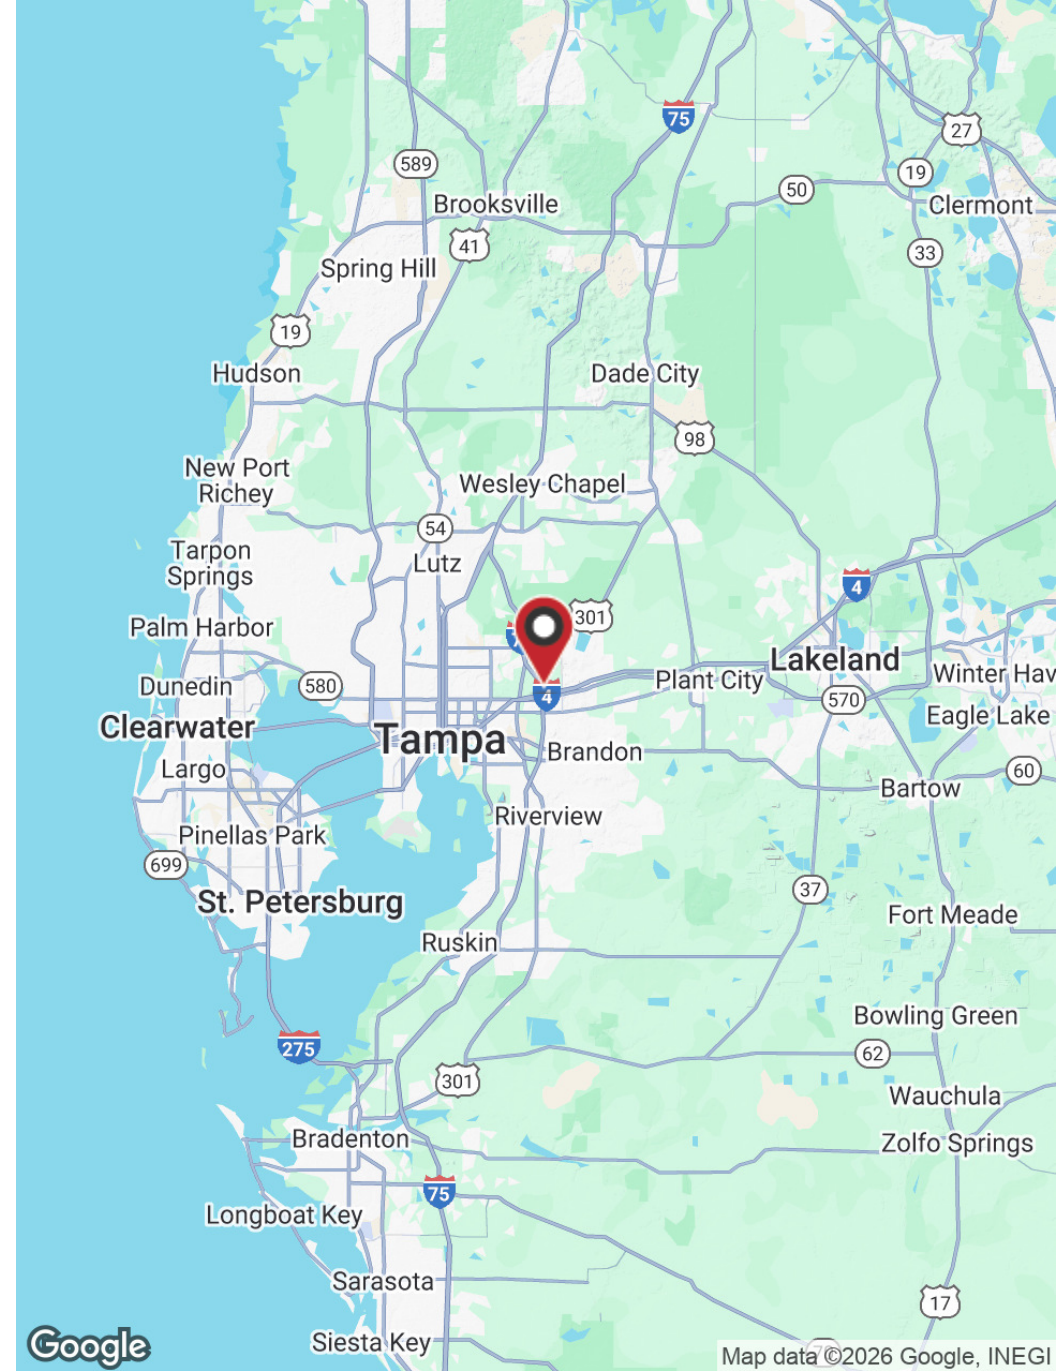 75
27
589
19
50
Brooksville
Clermont
41
33
Spring Hill
19
Hudson
Dade City
98
New Port
Richey
Wesley Chapel
54
Tarpon
Springs
Lutz
4
301
Palm Harbor
Lakeland
Plant City
Winter Hav
Dunedin
580
4
570
Clearwater
Eagle Lake
Tampa
Brandon
Largo
60
Bartow
Riverview
Pinellas Park
699
37
St. Petersburg
Fort Meade
Ruskin
Bowling Green
275
62
301
Wauchula
Bradenton
Zolfo Springs
75
Longboat Key
Sarasota
17
Siesta Key
Google
Map data ©2026 Google, INEGI